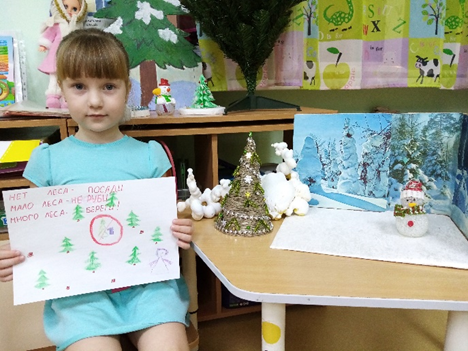 НЕТ ЛЕСА - ПОСАДИ
МАЛО ЛЕСА - НЕ РУБИ
МНОГО ЛЕСА - БЕРЕГИ
S
X
Z